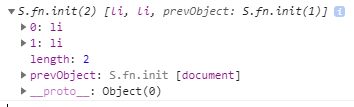 ▼ S.fn.init(2) [li, li, prevObject: S.fn.init(1)] i
▶ 0: li
▶ 1: li
length: 2
▶ prevObject: S.fn.init [document]
▶ __proto__: Object(0)